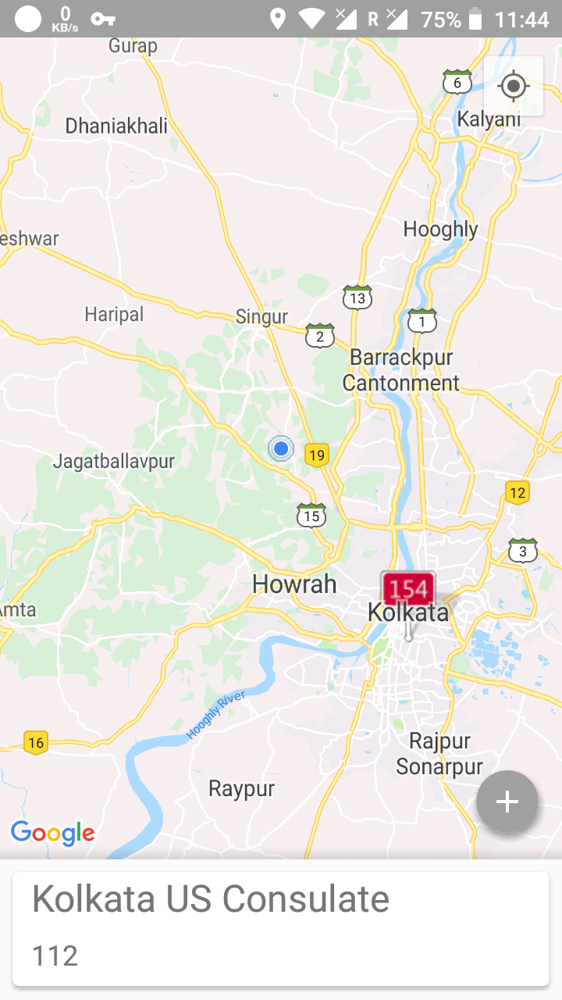 0
KB/s
R
75%
11:44
Gurap
6
Kalyani
Dhaniakhali
Hooghly
eshwar
13
Haripal
Singur
1
2
Barrackpur
Cantonment
19
Jagatballavpur
12
15
3
Howrah
154
Kolkata
Amta
Hooghly River
16
Rajpur
Sonarpur
Raypur
+
Google
Kolkata US Consulate
112